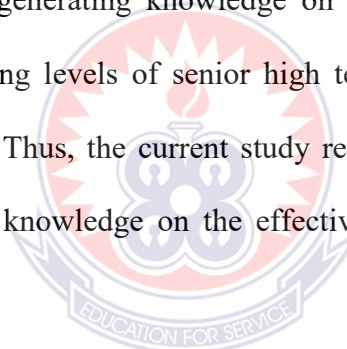 generating knowledge on
ng levels of senior high te
Thus, the current study re
knowledge on the effectiv
EDUCATION FOR SERVICE